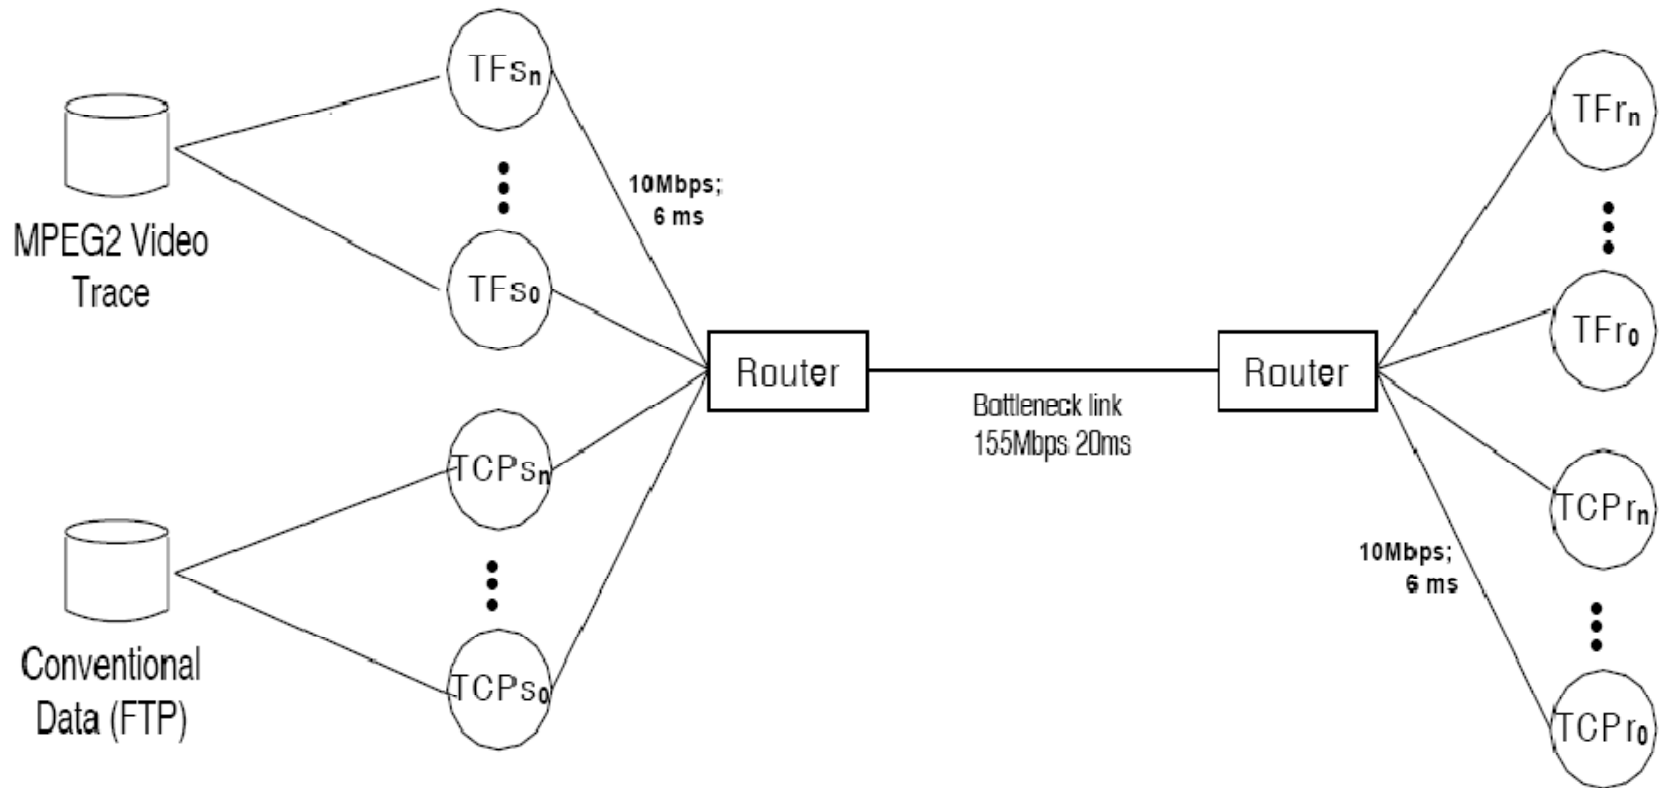 TFsn
TFrn
10Mbps;
6 ms
MPEG2 Video
Trace
TFs0
TFr0
Router
Router
Bottleneck link
155Mbps 20ms
TCPsn
TCPrn
10Mbps;
6 ms
Conventional
Data (FTP)
TCPs0
TCPr0